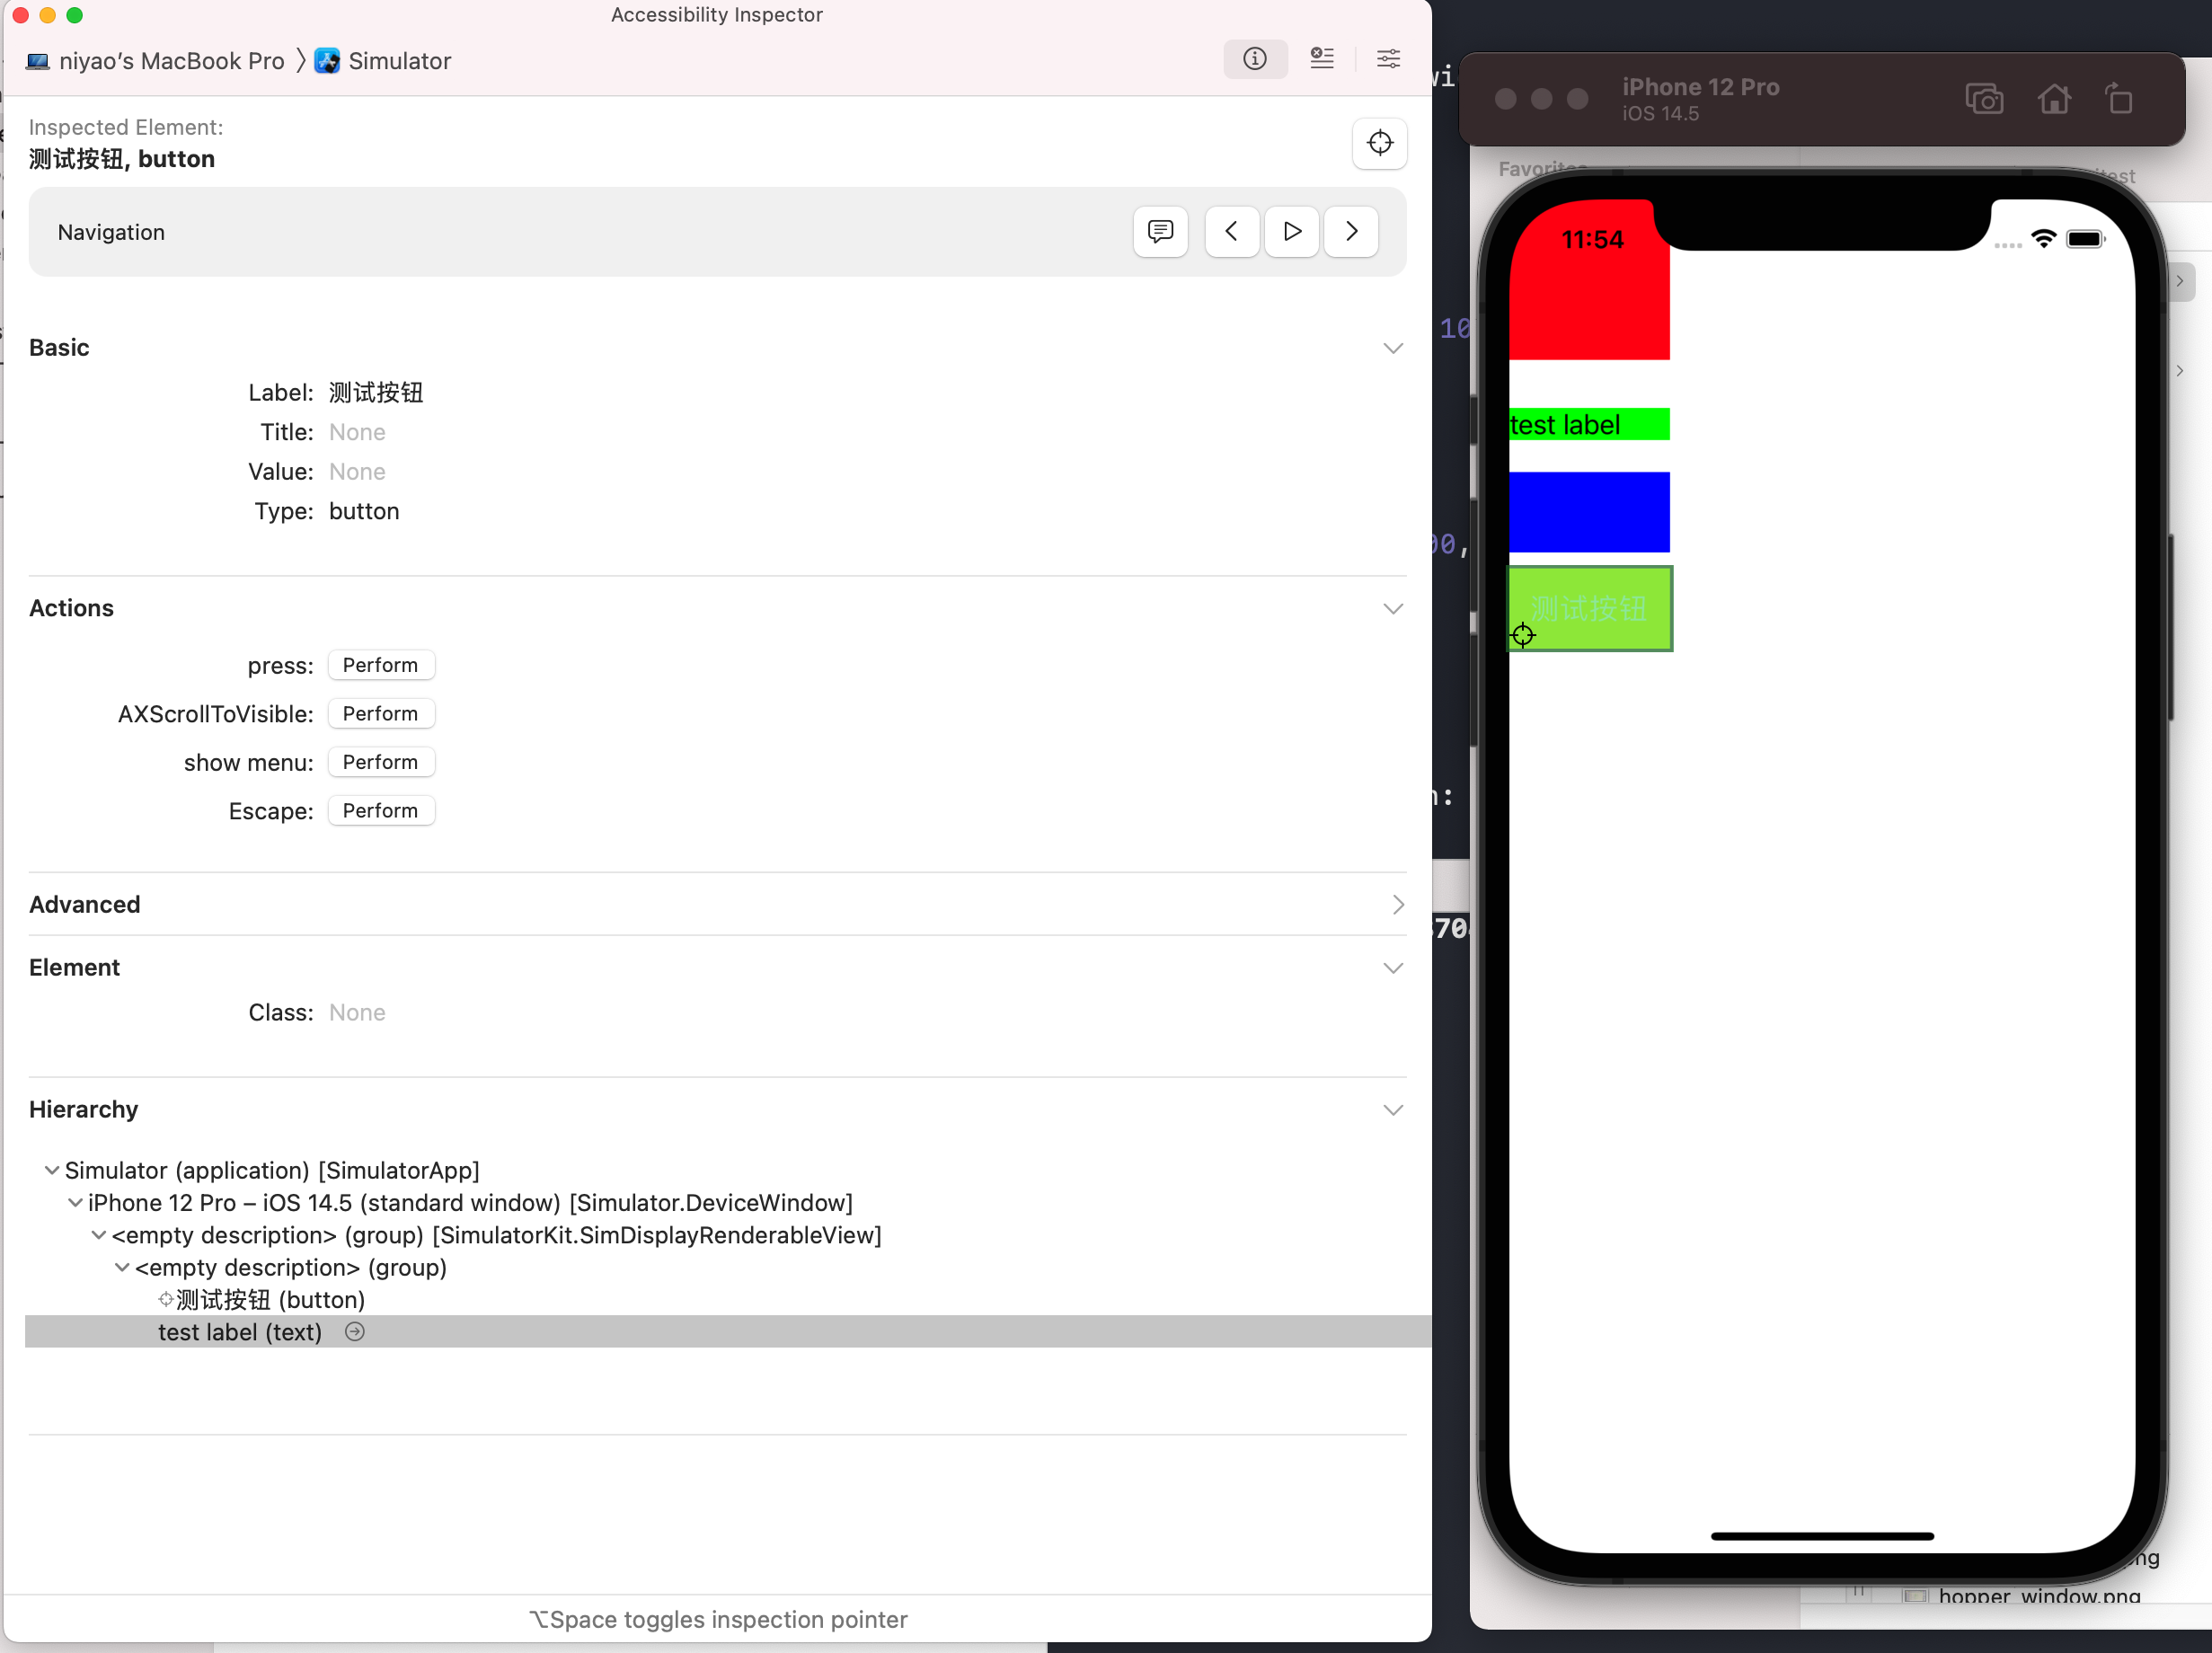 Accessibility Inspector
niyao’s MacBook Pro 〉 Simulator
Inspected Element:
测试按钮, button
Navigation
Basic
Label: 测试按钮
Title: None
Value: None
Type: button
Actions
press: Perform
AXScrollToVisible: Perform
show menu: Perform
Escape: Perform
Advanced
Element
Class: None
Hierarchy
Simulator (application) [SimulatorApp]
iPhone 12 Pro – iOS 14.5 (standard window) [Simulator.DeviceWindow]
<empty description> (group) [SimulatorKit.SimDisplayRenderableView]
<empty description> (group)
测试按钮 (button)
test label (text)
⌥Space toggles inspection pointer
iPhone 12 Pro
iOS 14.5
Favorites
11:54
test label
测试按钮
hopper_window.png